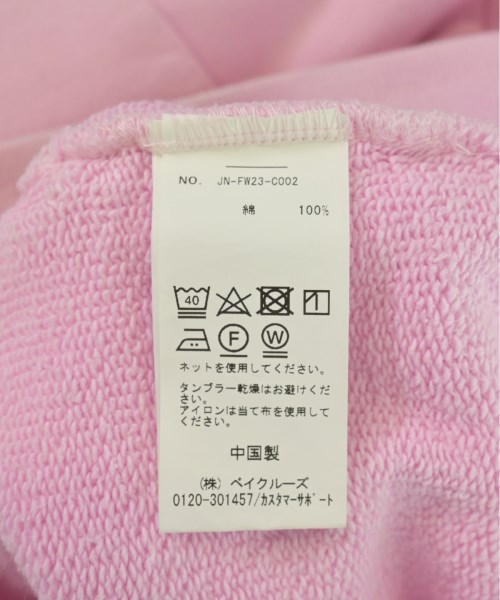 NO. JN-FW23-C002
綿 100%
40
F W
ネットを使用してください。
タンブラー乾燥はお避けくださ
い。
アイロンは当て布を使用して
ください。
中国製
(株) ベイクルーズ
0120-301457/カスタマーサポート